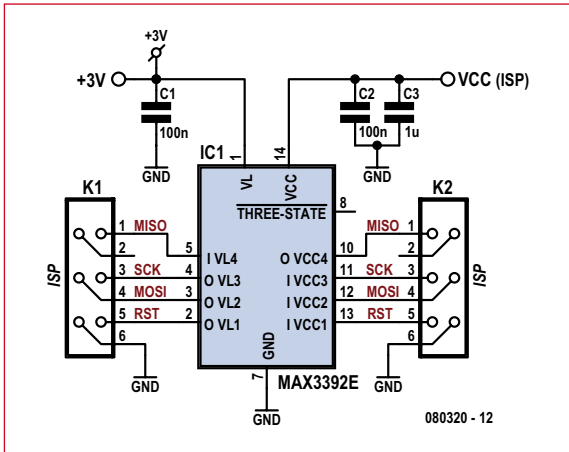 +3V
+3V
VCC (ISP)
C1
100n
C2
100n
C3
1u
GND
GND
IC1
1
14
VL
VCC
THREE-STATE
8
K1
K2
ISP
ISP
1 MISO
2
3 SCK
4 MOSI
5 RST
6
5 I VL4
4 O VL3
3 O VL2
2 O VL1
O VCC4 10
I VCC3 11
I VCC2 12
I VCC1 13
MISO 1
2
SCK 3
MOSI 4
RST 5
6
GND
7
MAX3392E
GND
GND
GND
080320 - 12